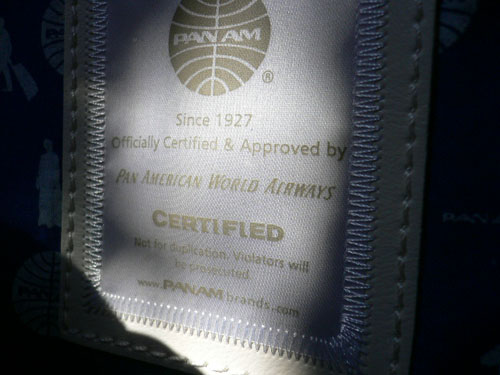 PAN AM
®
Since 1927
Officially Certified & Approved by
PAN AMERICAN WORLD AIRWAYS
CERTIFIED
Not for duplication. Violators will
be prosecuted
www.PANAMbrands.com
PAN A